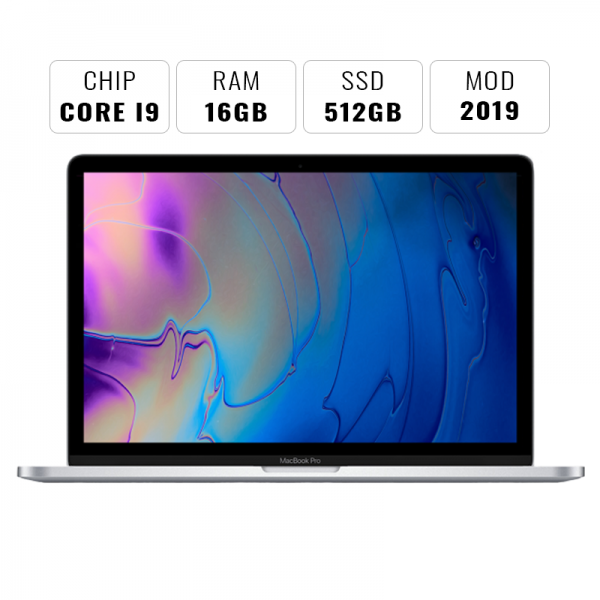 CHIP
CORE I9
RAM
16GB
SSD
512GB
MOD
2019
MacBook Pro